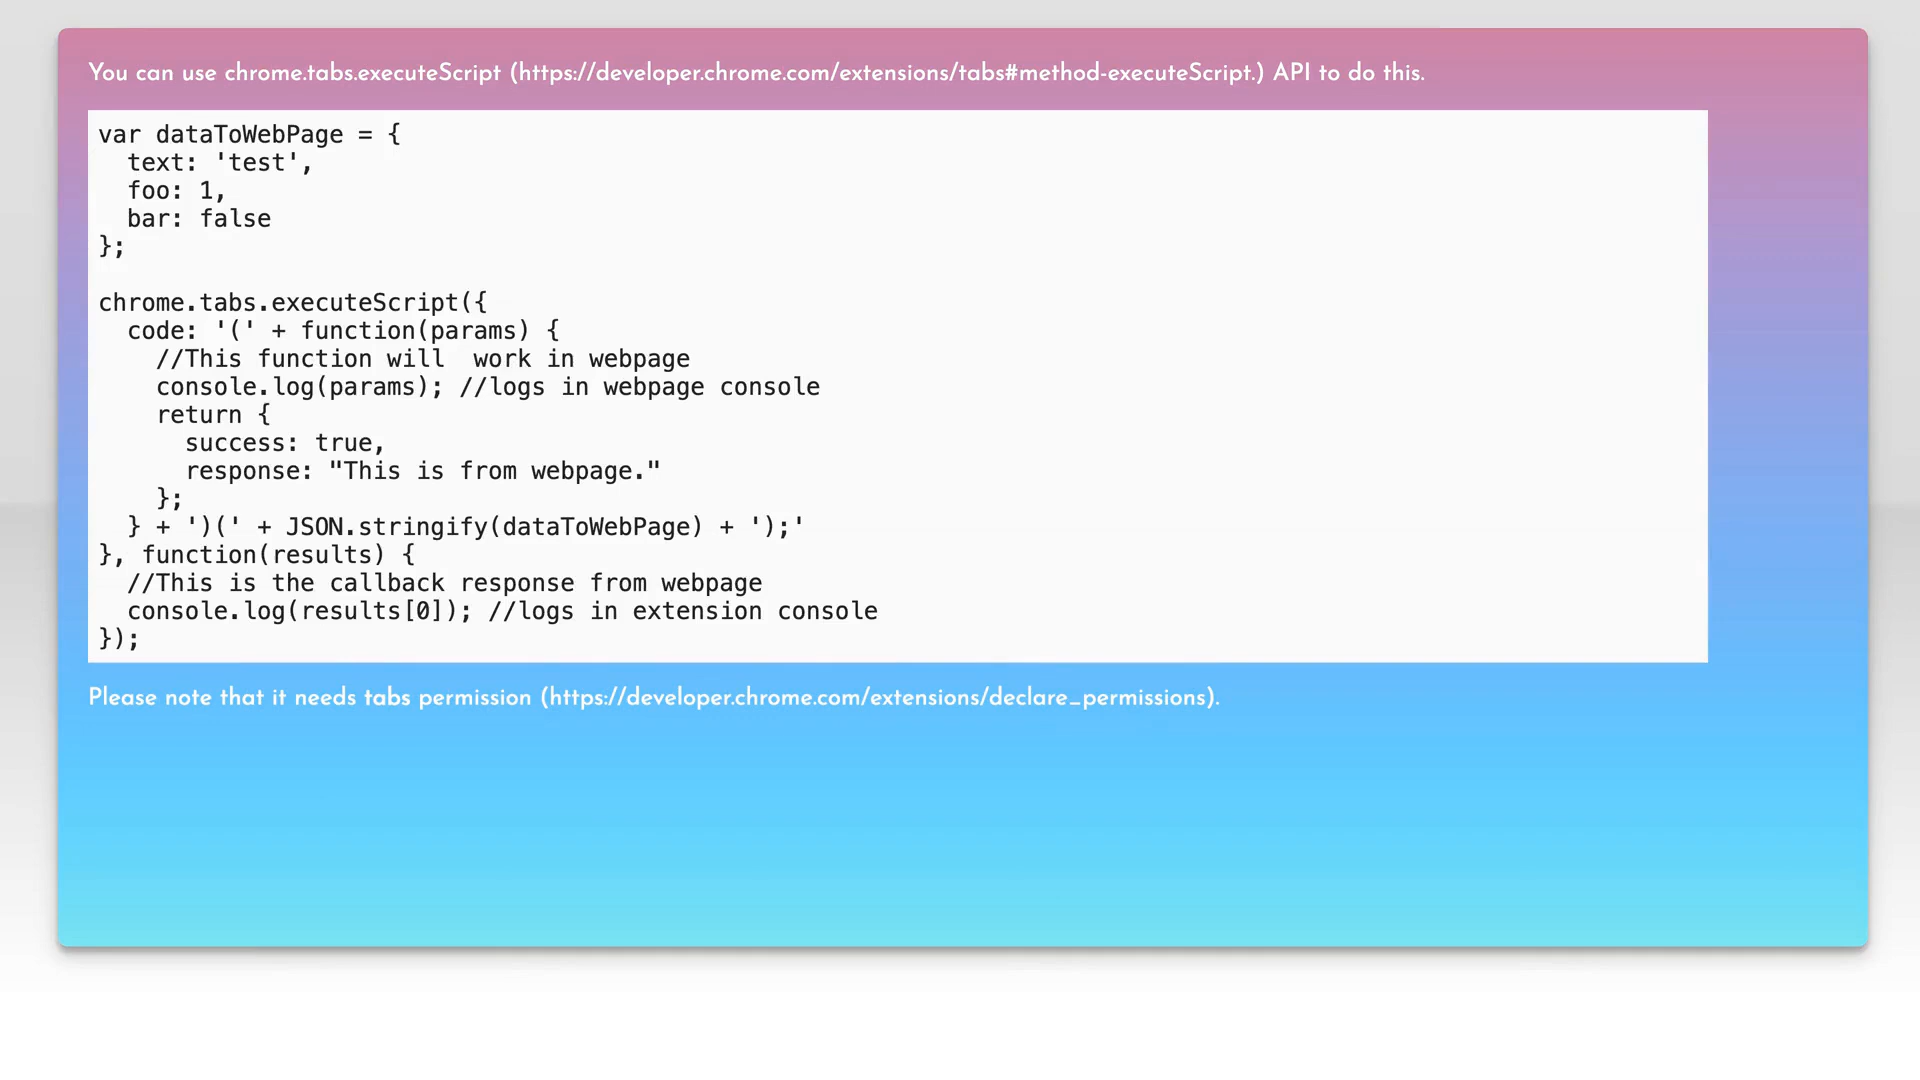 You can use chrome.tabs.executeScript (https://developer.chrome.com/extensions/tabs#method-executeScript.) API to do this.
var dataToWebPage = {
  text: 'test',
  foo: 1,
  bar: false
};

chrome.tabs.executeScript({
  code: '(' + function(params) {
    //This function will  work in webpage
    console.log(params); //logs in webpage console
    return {
      success: true,
      response: "This is from webpage."
    };
  } + ')(' + JSON.stringify(dataToWebPage) + ');'
}, function(results) {
  //This is the callback response from webpage
  console.log(results[0]); //logs in extension console
});
Please note that it needs tabs permission (https://developer.chrome.com/extensions/declare_permissions).